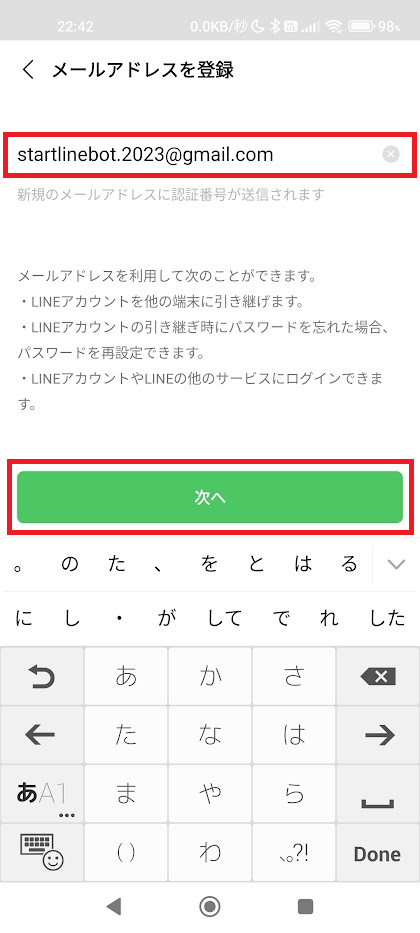 22:42 0.0KB/秒 98%
メールアドレスを登録
startlinebot.2023@gmail.com
新規のメールアドレスに認証番号が送信されます
メールアドレスを利用して次のことができます。
・LINEアカウントを他の端末に引き継げます。
・LINEアカウントの引き継ぎ時にパスワードを忘れた場合、
パスワードを再設定できます。
・LINEアカウントやLINEの他のサービスにログインできま
す。
次へ
。 の た 、 を と は る
に し ・ が して で れ した
あ か さ
た な は
あA1 ま や ら
() わ 、。?! Done